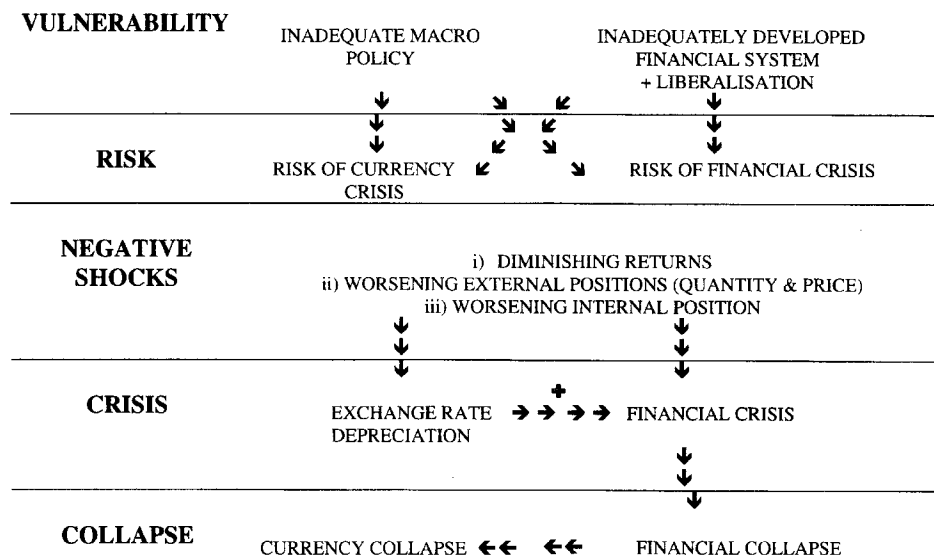 VULNERABILITY
INADEQUATE MACRO
POLICY
INADEQUATELY DEVELOPED
FINANCIAL SYSTEM
+ LIBERALISATION
RISK
RISK OF CURRENCY
CRISIS
RISK OF FINANCIAL CRISIS
NEGATIVE
SHOCKS
i) DIMINISHING RETURNS
ii) WORSENING EXTERNAL POSITIONS (QUANTITY & PRICE)
iii) WORSENING INTERNAL POSITION
CRISIS
EXCHANGE RATE
DEPRECIATION
+
FINANCIAL CRISIS
COLLAPSE
CURRENCY COLLAPSE
FINANCIAL COLLAPSE